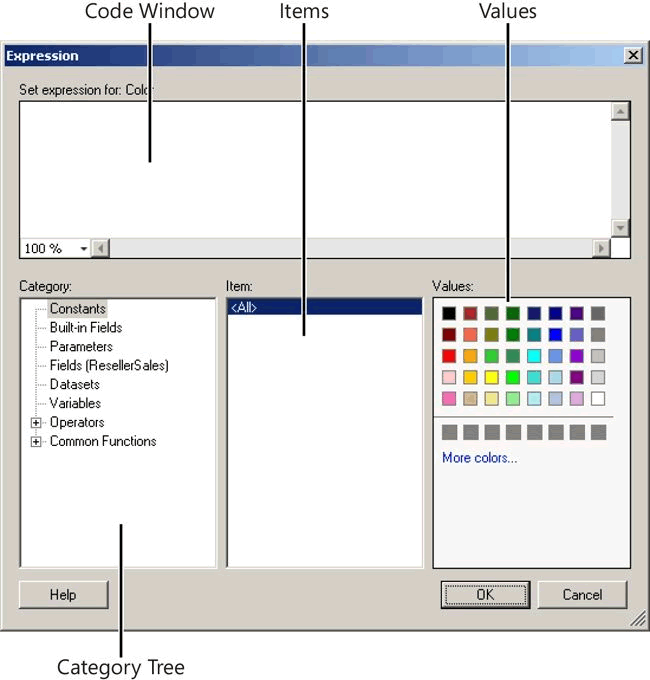 Code Window Items Values
Expression
Set expression for: Color
100 %
Category: Item: Values:
Constants <All>
Built-in Fields
Parameters
Fields (ResellerSales)
Datasets
Variables
Operators
Common Functions
More colors...
Help OK Cancel
Category Tree